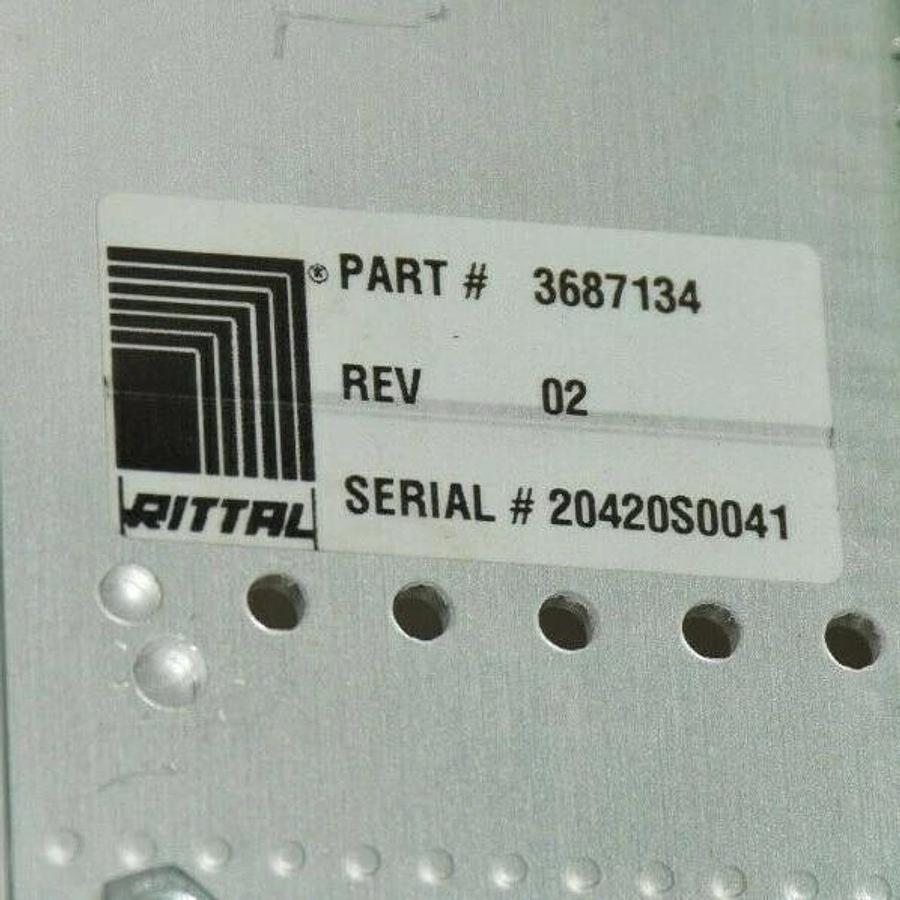 ® PART # 3687134
REV 02
SERIAL # 20420S0041
RITTAL